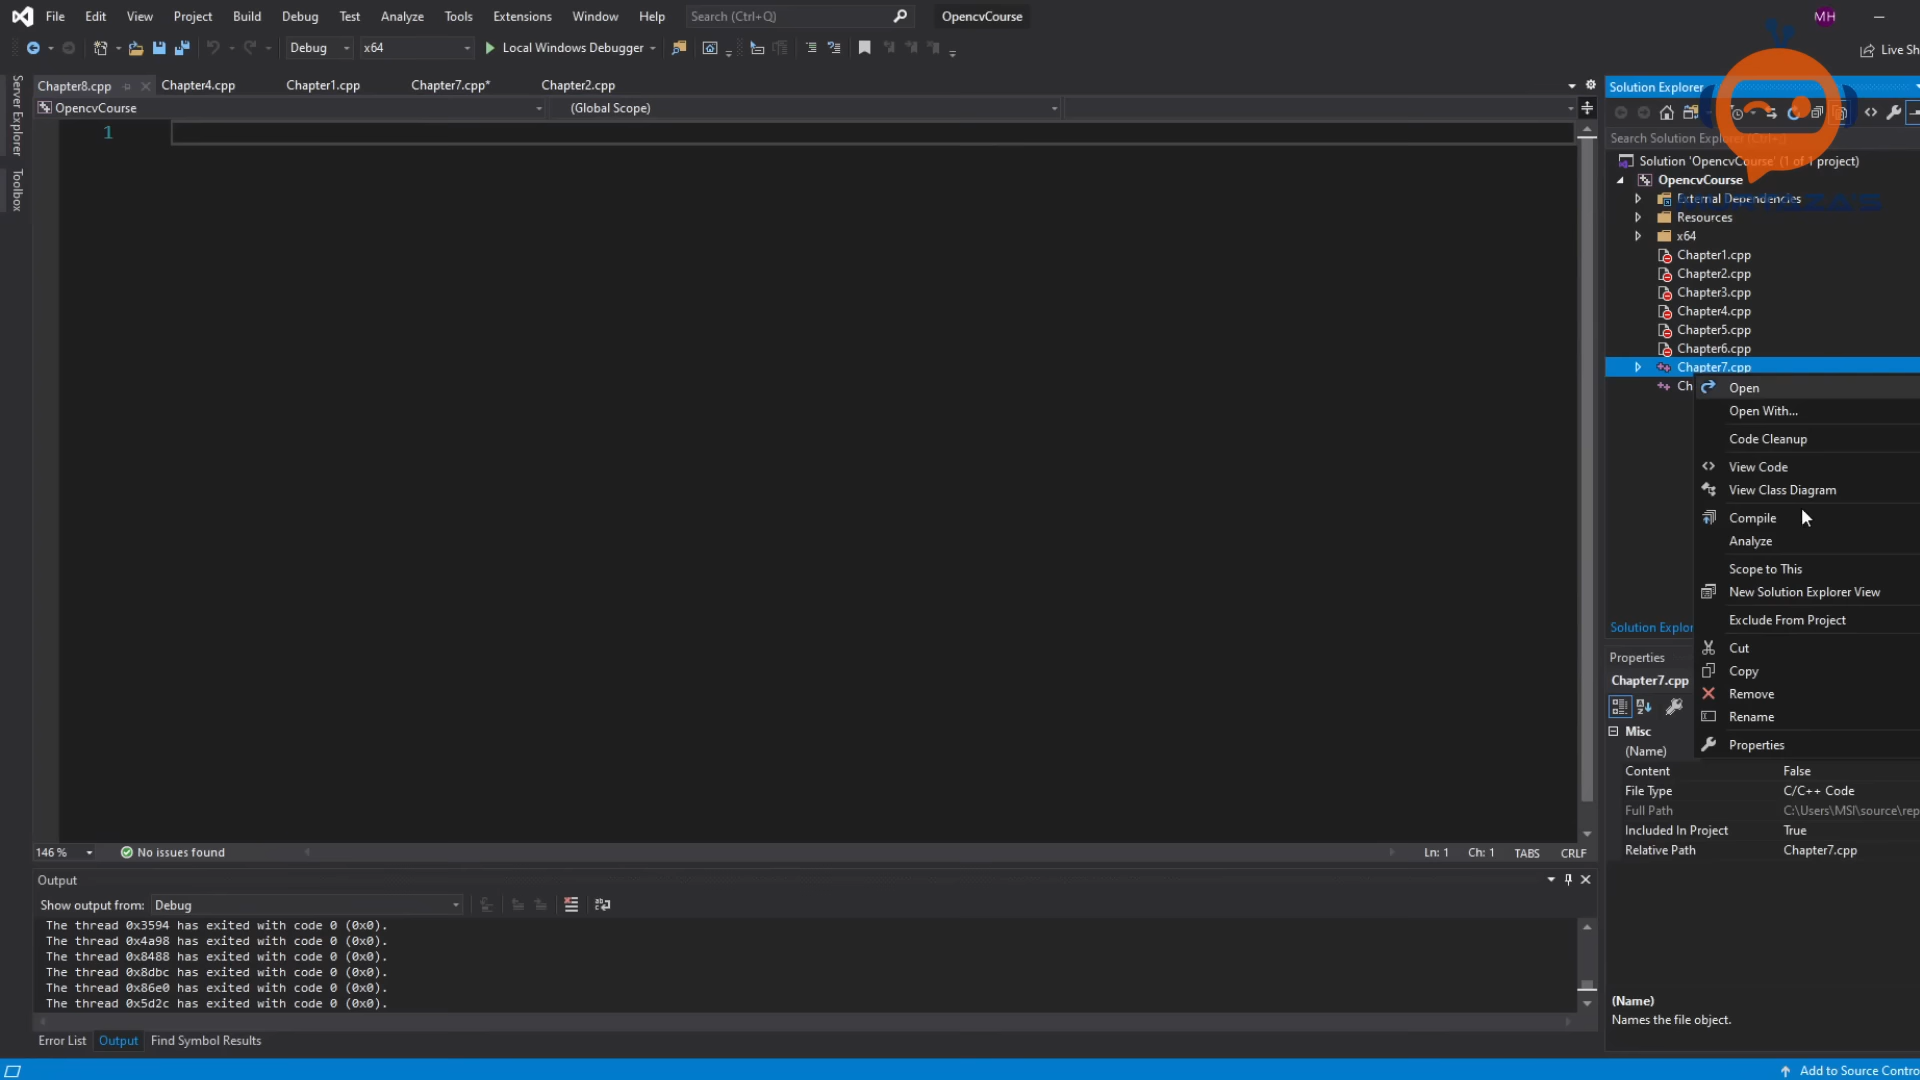 File Edit View Project Build Debug Test Analyze Tools Extensions Window Help Search (Ctrl+Q) OpencvCourse MH
Debug x64 Local Windows Debugger Live Sh
Server Explorer
Toolbox
Chapter8.cpp Chapter4.cpp Chapter1.cpp Chapter7.cpp* Chapter2.cpp
OpencvCourse (Global Scope)
1
146 % No issues found Ln: 1 Ch: 1 TABS CRLF
Output
Show output from: Debug
The thread 0x3594 has exited with code 0 (0x0).
The thread 0x4a98 has exited with code 0 (0x0).
The thread 0x8488 has exited with code 0 (0x0).
The thread 0x8dbc has exited with code 0 (0x0).
The thread 0x86e0 has exited with code 0 (0x0).
The thread 0x5d2c has exited with code 0 (0x0).
Error List Output Find Symbol Results
Solution Explorer
Search Solution Explorer (Ctrl+;)
Solution 'OpencvCourse' (1 of 1 project)
OpencvCourse
External Dependencies
Resources
x64
Chapter1.cpp
Chapter2.cpp
Chapter3.cpp
Chapter4.cpp
Chapter5.cpp
Chapter6.cpp
Chapter7.cpp
Ch
Open
Open With...
Code Cleanup
View Code
View Class Diagram
Compile
Analyze
Scope to This
New Solution Explorer View
Exclude From Project
Cut
Copy
Remove
Rename
Properties
Solution Explor
Properties
Chapter7.cpp
Misc
(Name)
Content False
File Type C/C++ Code
Full Path C:\Users\MSI\source\rep
Included In Project True
Relative Path Chapter7.cpp
(Name)
Names the file object.
Add to Source Contro